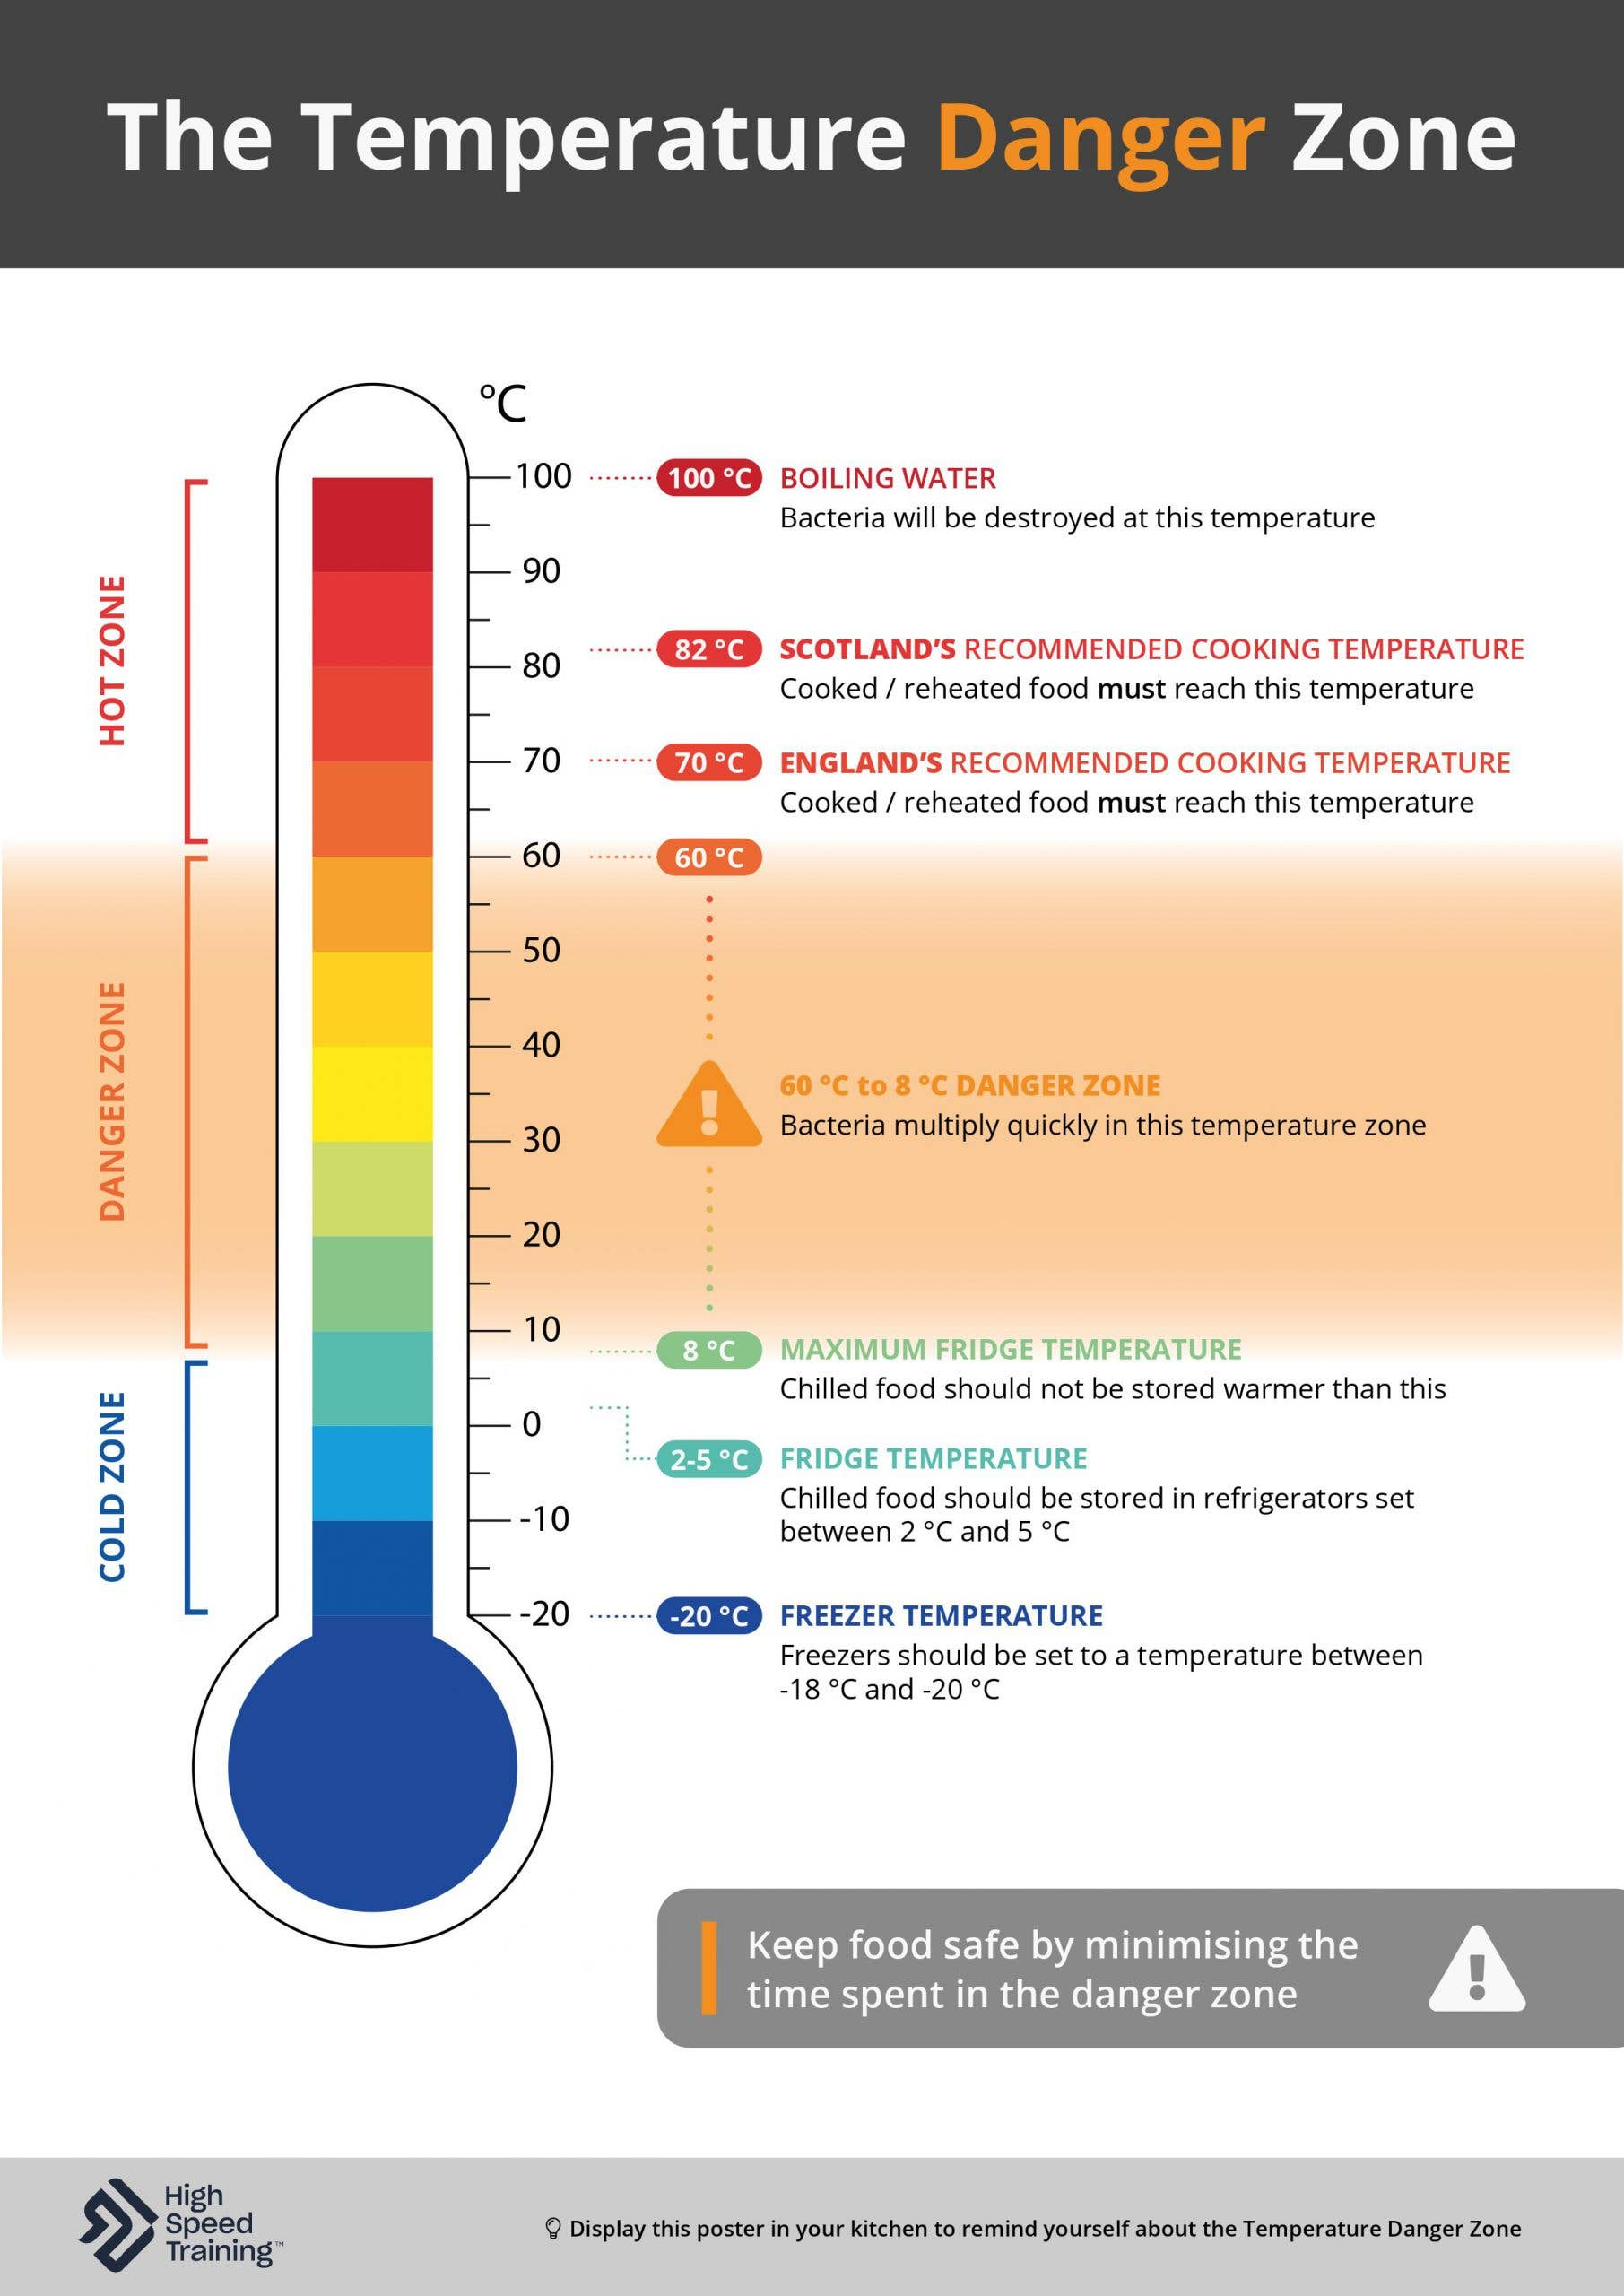 The Temperature Danger Zone
°C
HOT ZONE
DANGER ZONE
COLD ZONE
100
90
80
70
60
50
40
30
20
10
0
-10
-20
100 °C BOILING WATER
Bacteria will be destroyed at this temperature
82 °C SCOTLAND'S RECOMMENDED COOKING TEMPERATURE
Cooked / reheated food must reach this temperature
70 °C ENGLAND'S RECOMMENDED COOKING TEMPERATURE
Cooked / reheated food must reach this temperature
60 °C
60 °C to 8 °C DANGER ZONE
Bacteria multiply quickly in this temperature zone
8 °C MAXIMUM FRIDGE TEMPERATURE
Chilled food should not be stored warmer than this
2-5 °C FRIDGE TEMPERATURE
Chilled food should be stored in refrigerators set
between 2 °C and 5 °C
-20 °C FREEZER TEMPERATURE
Freezers should be set to a temperature between
-18 °C and -20 °C
Keep food safe by minimising the
time spent in the danger zone
High
Speed
Training™
Display this poster in your kitchen to remind yourself about the Temperature Danger Zone